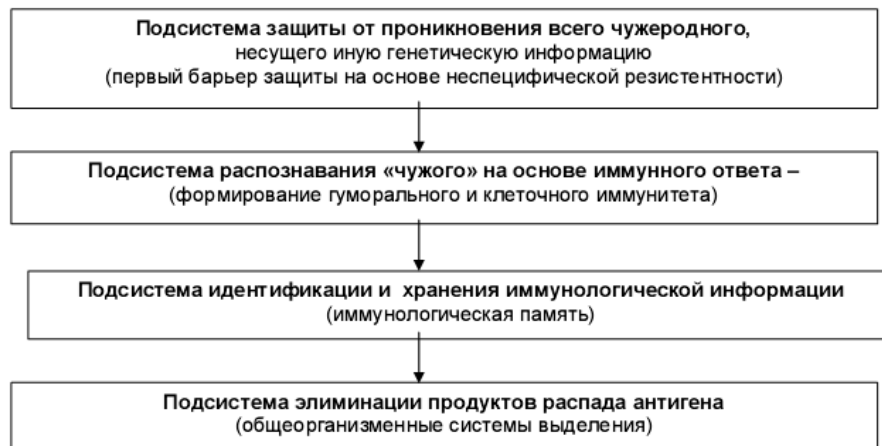 Подсистема защиты от проникновения всего чужеродного,
несущего иную генетическую информацию
(первый барьер защиты на основе неспецифической резистентности)
Подсистема распознавания «чужого» на основе иммунного ответа –
(формирование гуморального и клеточного иммунитета)
Подсистема идентификации и хранения иммунологической информации
(иммунологическая память)
Подсистема элиминации продуктов распада антигена
(общеорганизменные системы выделения)